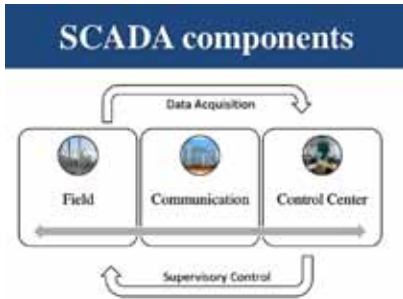 SCADA components
Data Acquisition
Field
Communication
Control Center
Supervisory Control